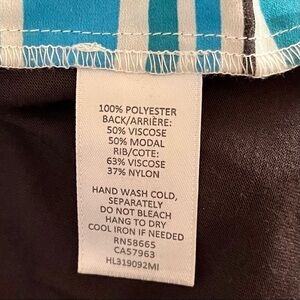 100% POLYESTER
BACK/ARRIÈRE:
50% VISCOSE
50% MODAL
RIB/COTE:
63% VISCOSE
37% NYLON
HAND WASH COLD,
SEPARATELY
DO NOT BLEACH
HANG TO DRY
COOL IRON IF NEEDED
RN58665
CA57963
HL319092MI